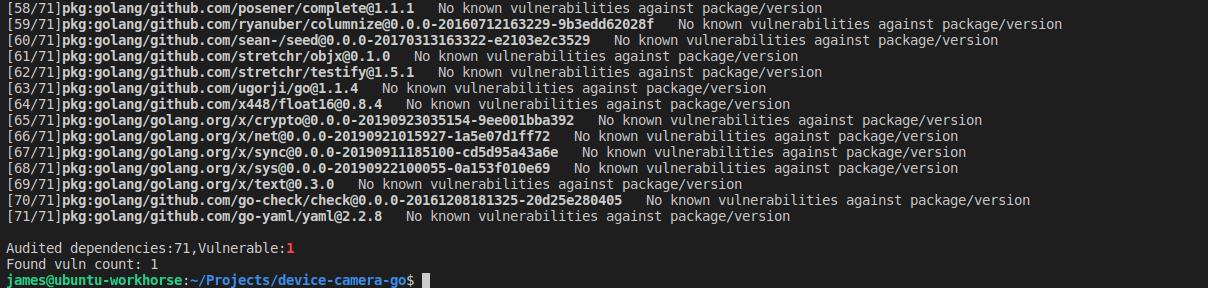 [58/71]pkg:golang/github.com/posener/complete@1.1.1   No known vulnerabilities against package/version
[59/71]pkg:golang/github.com/ryanuber/columnize@0.0.0-20160712163229-9b3edd62028f   No known vulnerabilities against package/version
[60/71]pkg:golang/github.com/sean-/seed@0.0.0-20170313163322-e2103e2c3529   No known vulnerabilities against package/version
[61/71]pkg:golang/github.com/stretchr/objx@0.1.0   No known vulnerabilities against package/version
[62/71]pkg:golang/github.com/stretchr/testify@1.5.1   No known vulnerabilities against package/version
[63/71]pkg:golang/github.com/ugorji/go@1.1.4   No known vulnerabilities against package/version
[64/71]pkg:golang/github.com/x448/float16@0.8.4   No known vulnerabilities against package/version
[65/71]pkg:golang/golang.org/x/crypto@0.0.0-20190923035154-9ee001bba392   No known vulnerabilities against package/version
[66/71]pkg:golang/golang.org/x/net@0.0.0-20190921015927-1a5e07d1ff72   No known vulnerabilities against package/version
[67/71]pkg:golang/golang.org/x/sync@0.0.0-20190911185100-cd5d95a43a6e   No known vulnerabilities against package/version
[68/71]pkg:golang/golang.org/x/sys@0.0.0-20190922100055-0a153f010e69   No known vulnerabilities against package/version
[69/71]pkg:golang/golang.org/x/text@0.3.0   No known vulnerabilities against package/version
[70/71]pkg:golang/github.com/go-check/check@0.0.0-20161208181325-20d25e280405   No known vulnerabilities against package/version
[71/71]pkg:golang/github.com/go-yaml/yaml@2.2.8   No known vulnerabilities against package/version
Audited dependencies:71,Vulnerable:1
Found vuln count: 1
james@ubuntu-workhorse:~/Projects/device-camera-go$